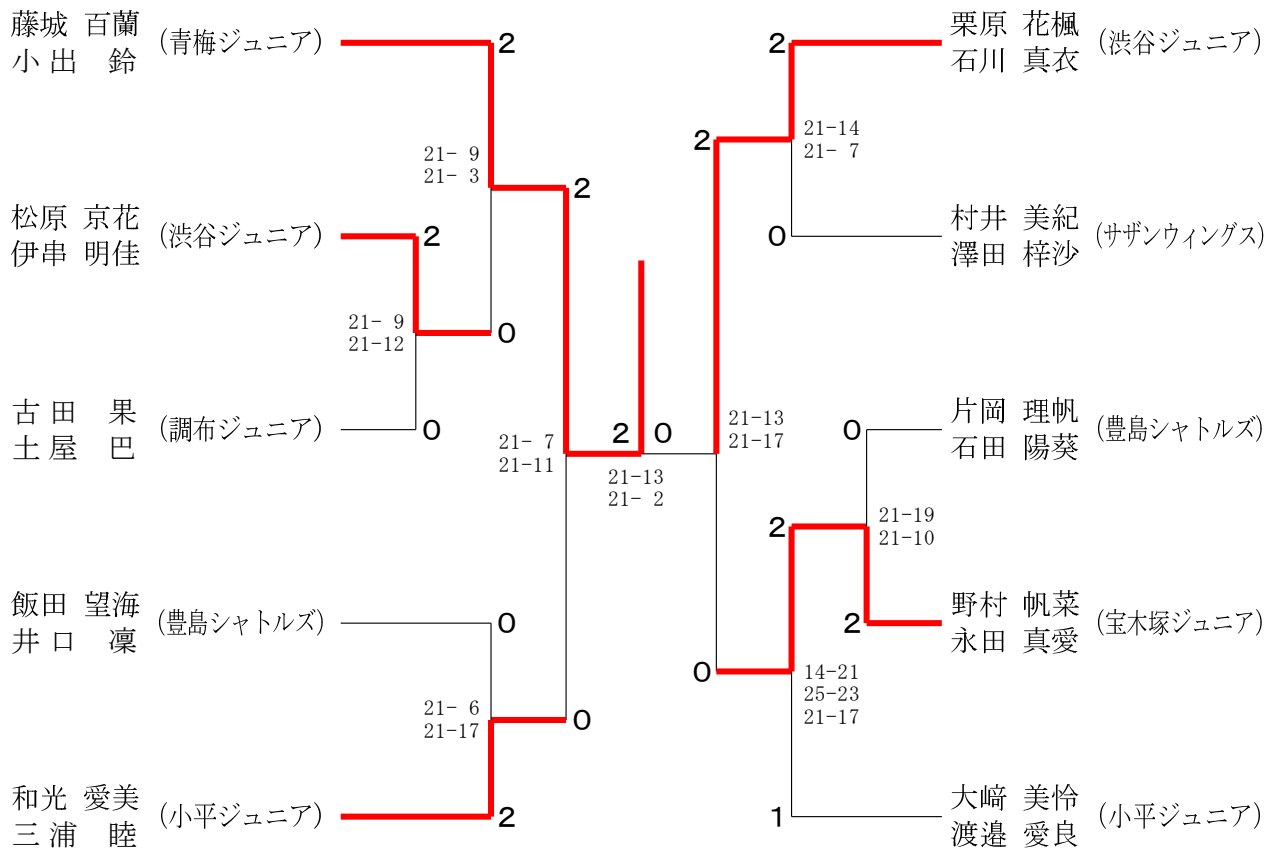 藤城 百蘭
小出 鈴
(青梅ジュニア)
2
21- 9
21- 3
2
松原 京花
伊串 明佳
(渋谷ジュニア)
2
21- 9
21-12
0
古田 果
土屋 巴
(調布ジュニア)
0
21- 7
21-11
飯田 望海
井口 凜
(豊島シャトルズ)
0
21- 6
21-17
0
和光 愛美
三浦 睦
(小平ジュニア)
2
2 0
21-13
21- 2
栗原 花楓
石川 真衣
(渋谷ジュニア)
2
2
21-14
21- 7
村井 美紀
澤田 梓沙
(サザンウィングス)
0
21-13
21-17
片岡 理帆
石田 陽葵
(豊島シャトルズ)
0
2
21-19
21-10
野村 帆菜
永田 真愛
(宝木塚ジュニア)
2
0
14-21
25-23
21-17
大﨑 美怜
渡邉 愛良
(小平ジュニア)
1